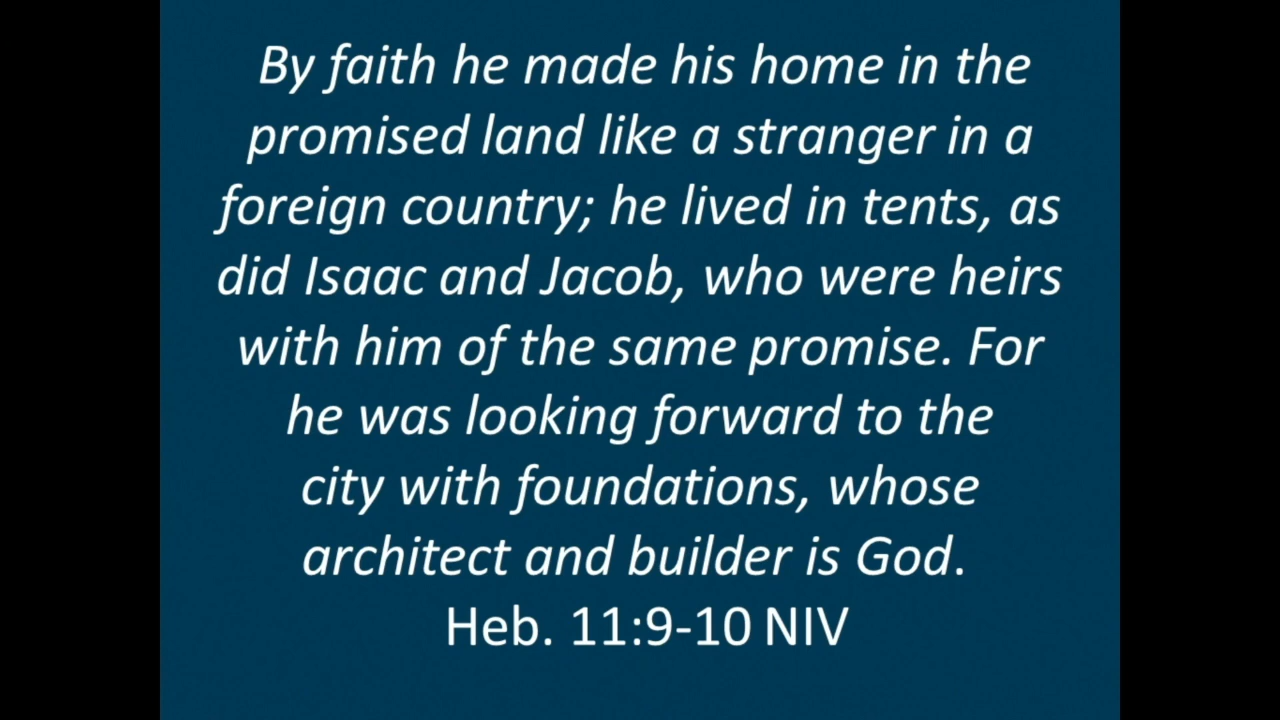 By faith he made his home in the
promised land like a stranger in a
foreign country; he lived in tents, as
did Isaac and Jacob, who were heirs
with him of the same promise. For
he was looking forward to the
city with foundations, whose
architect and builder is God.
Heb. 11:9-10 NIV